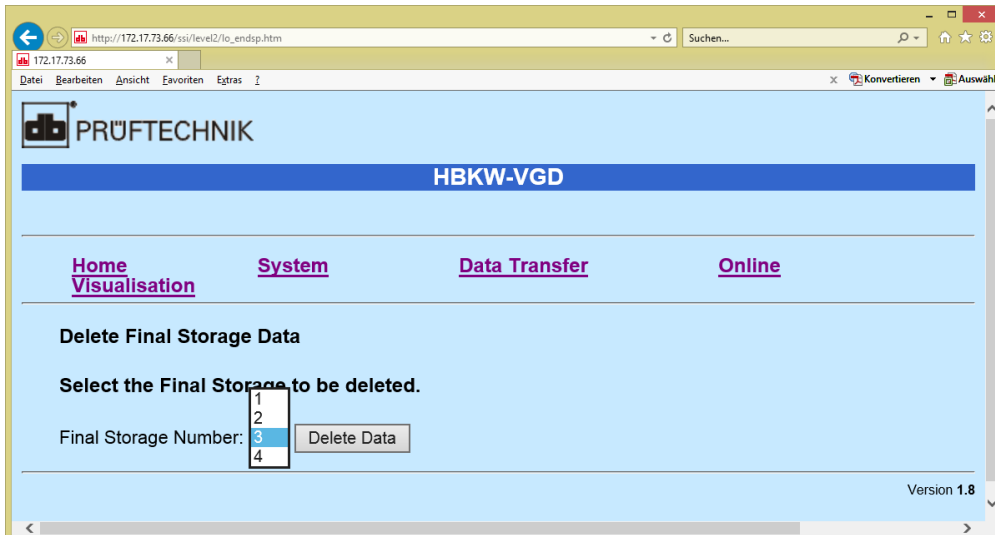 http://172.17.73.66/ssi/level2/lo_endsp.htm
Suchen...
172.17.73.66
Datei Bearbeiten Ansicht Favoriten Extras ?
x Konvertieren Auswähl
db PRÜFTECHNIK
HBKW-VGD
Home System Data Transfer Online
Visualisation
Delete Final Storage Data
Select the Final Storage to be deleted.
1
2
Final Storage Number: 3 Delete Data
4
Version 1.8